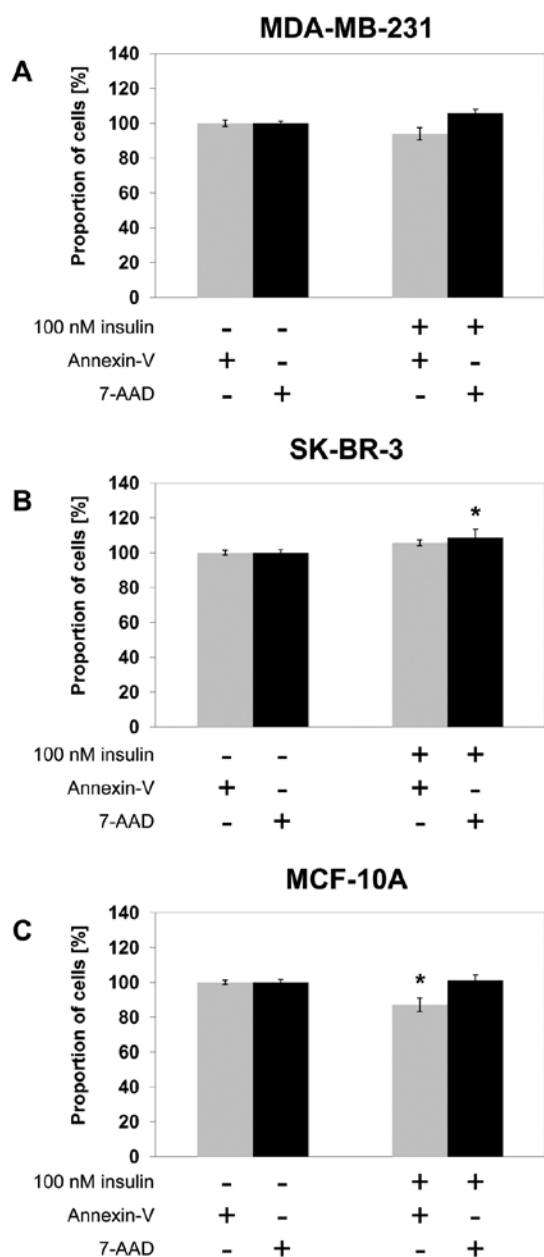 MDA-MB-231
A
Proportion of cells [%]
140
120
100
80
60
40
20
0
100 nM insulin - - + +
Annexin-V + - + -
7-AAD - + - +
SK-BR-3
B
Proportion of cells [%]
140
120
100
80
60
40
20
0
*
100 nM insulin - - + +
Annexin-V + - + -
7-AAD - + - +
MCF-10A
C
Proportion of cells [%]
140
120
100
80
60
40
20
0
*
100 nM insulin - - + +
Annexin-V + - + -
7-AAD - + - +